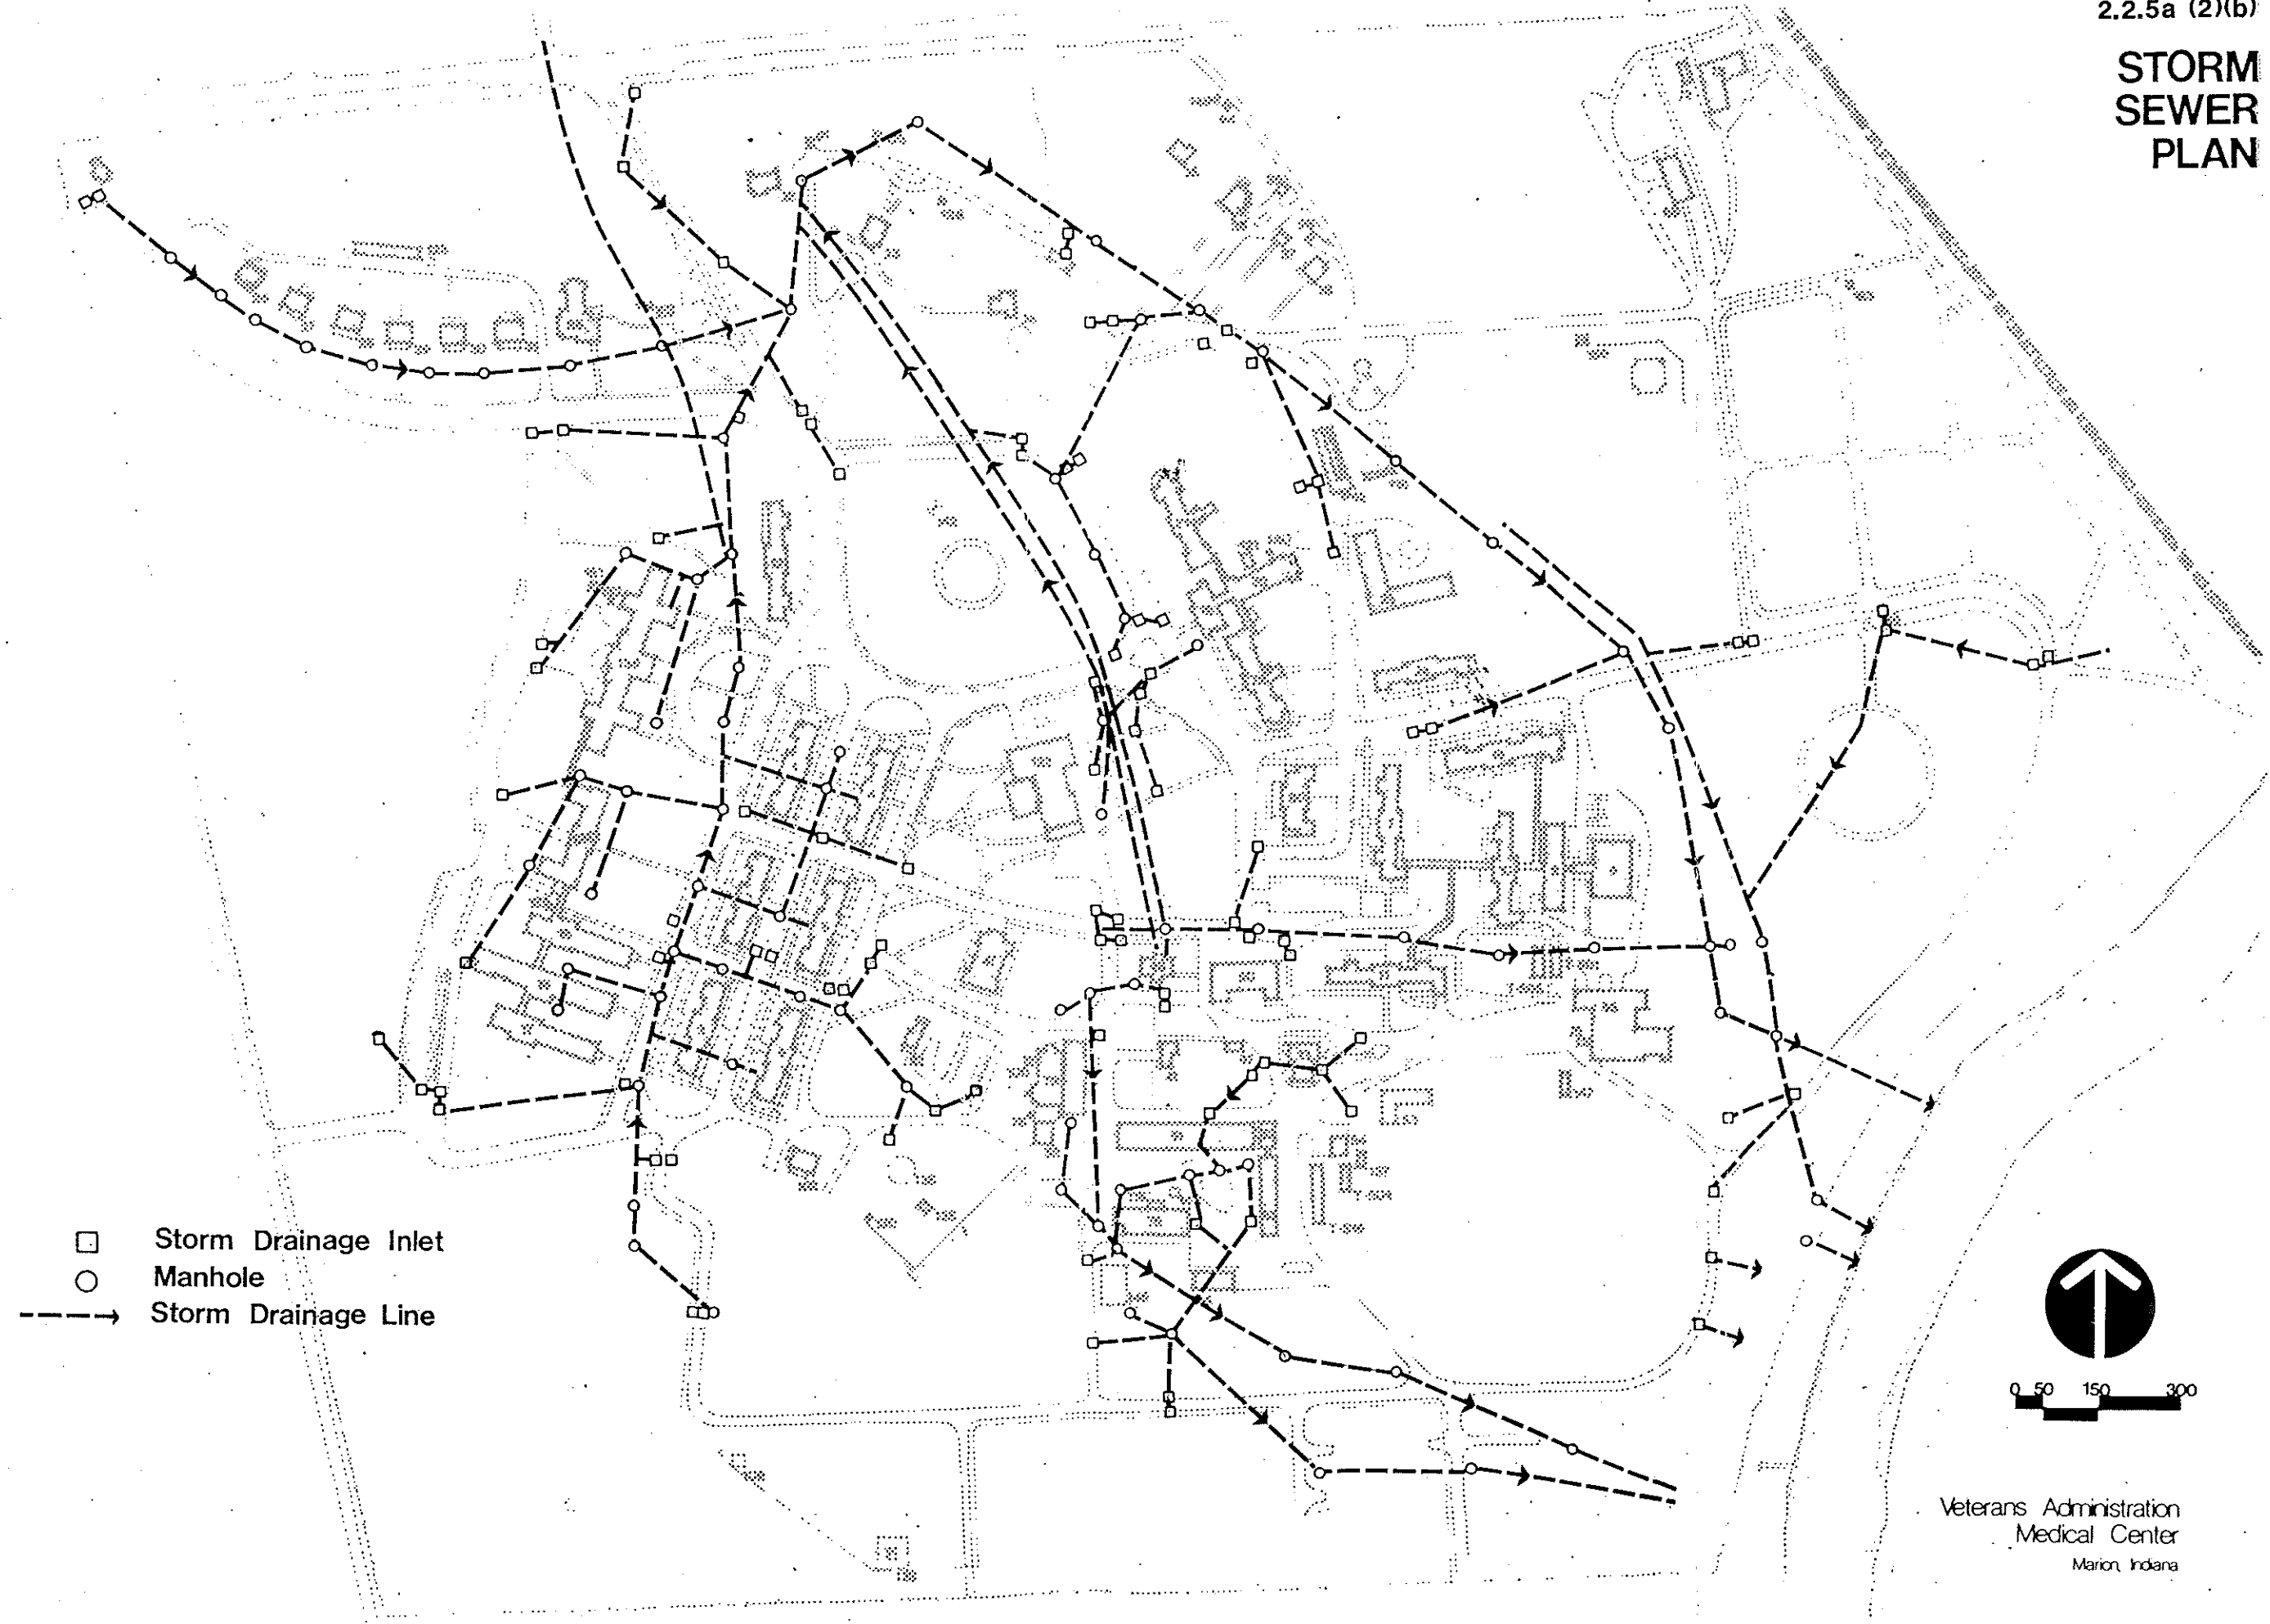 2.2.5a (2)(b)
STORM
SEWER
PLAN
Storm Drainage Inlet
Manhole
Storm Drainage Line
0 50 150 300
Veterans Administration
Medical Center
Marion, Indiana